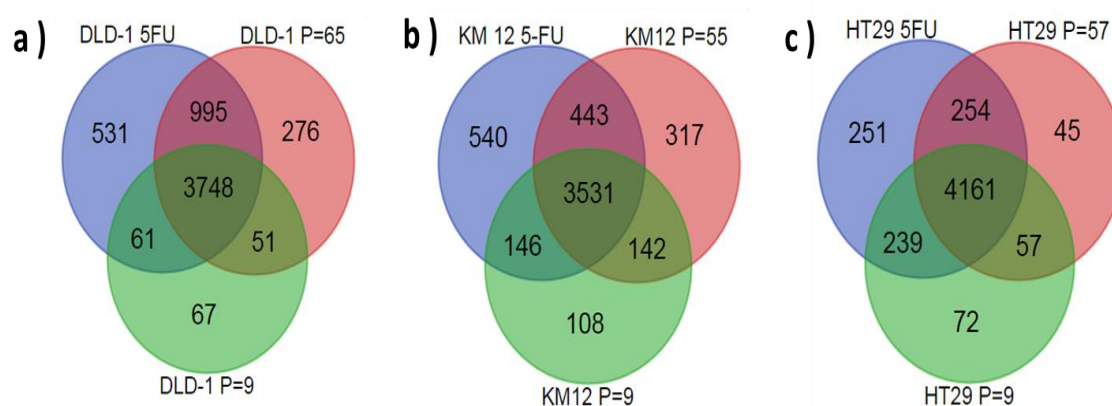 a )
DLD-1 5FU
DLD-1 P=65
531
995
276
3748
61
51
67
DLD-1 P=9
b )
KM 12 5-FU
KM12 P=55
540
443
317
3531
146
142
108
KM12 P=9
c )
HT29 5FU
HT29 P=57
251
254
45
4161
239
57
72
HT29 P=9